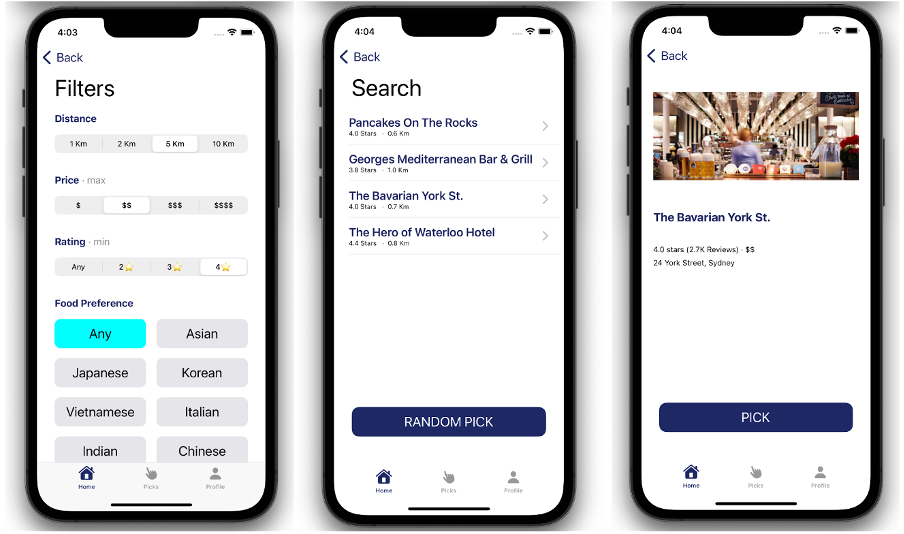 4:03
Back
Filters
Distance
1 Km 2 Km 5 Km 10 Km
Price · max
$ $$ $$$ $$$$
Rating · min
Any 2⭐ 3⭐ 4⭐
Food Preference
Any Asian
Japanese Korean
Vietnamese Italian
Indian Chinese
Home Picks Profile
4:04
Back
Search
Pancakes On The Rocks
4.0 Stars · 0.6 Km
Georges Mediterranean Bar & Grill
3.8 Stars · 1.0 Km
The Bavarian York St.
4.0 Stars · 0.7 Km
The Hero of Waterloo Hotel
4.4 Stars · 0.6 Km
RANDOM PICK
Home Picks Profile
4:04
Back
The Bavarian York St.
4.0 stars (2.7K Reviews) · $$
24 York Street, Sydney
PICK
Home Picks Profile